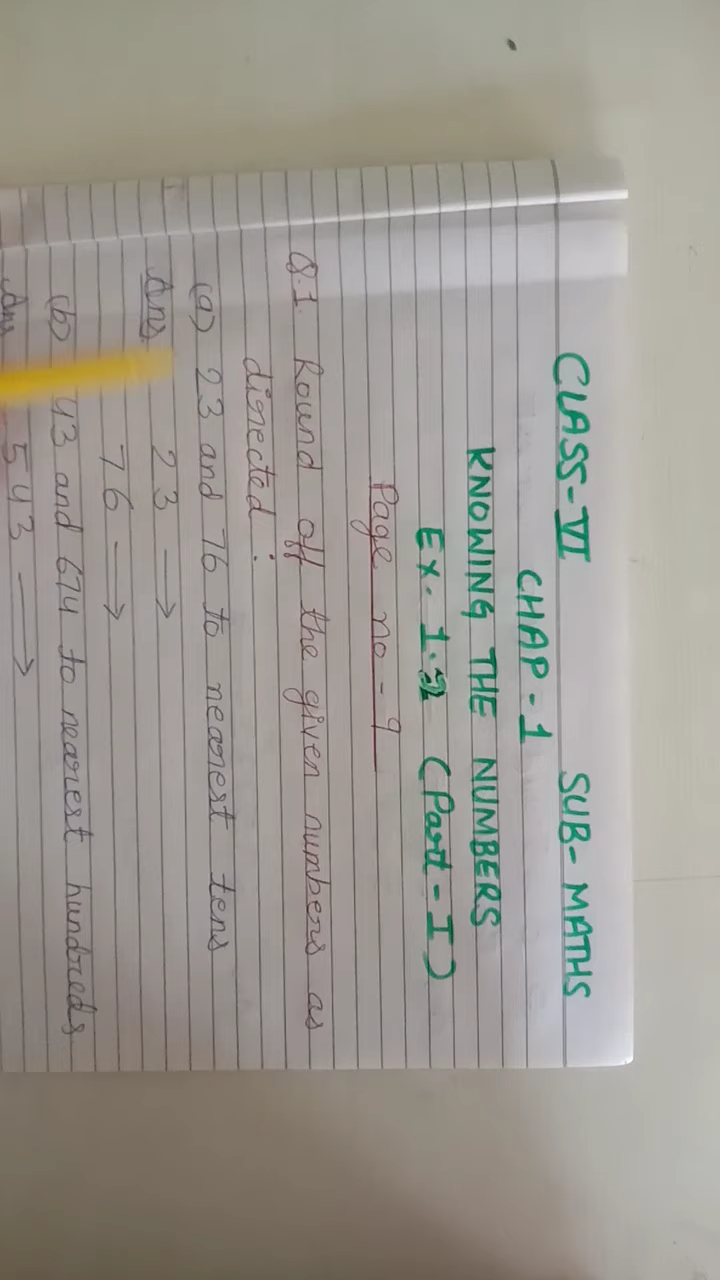 CLASS-VI SUB-MATHS
CHAP-1
KNOWING THE NUMBERS
Ex. 1.2 (Part-I)
Page no-9
Q.1. Round off the given numbers as
directed :
(a) 23 and 76 to nearest tens
Ans. 23 →
76 →
(b) 43 and 674 to nearest hundreds
Ans 543 →